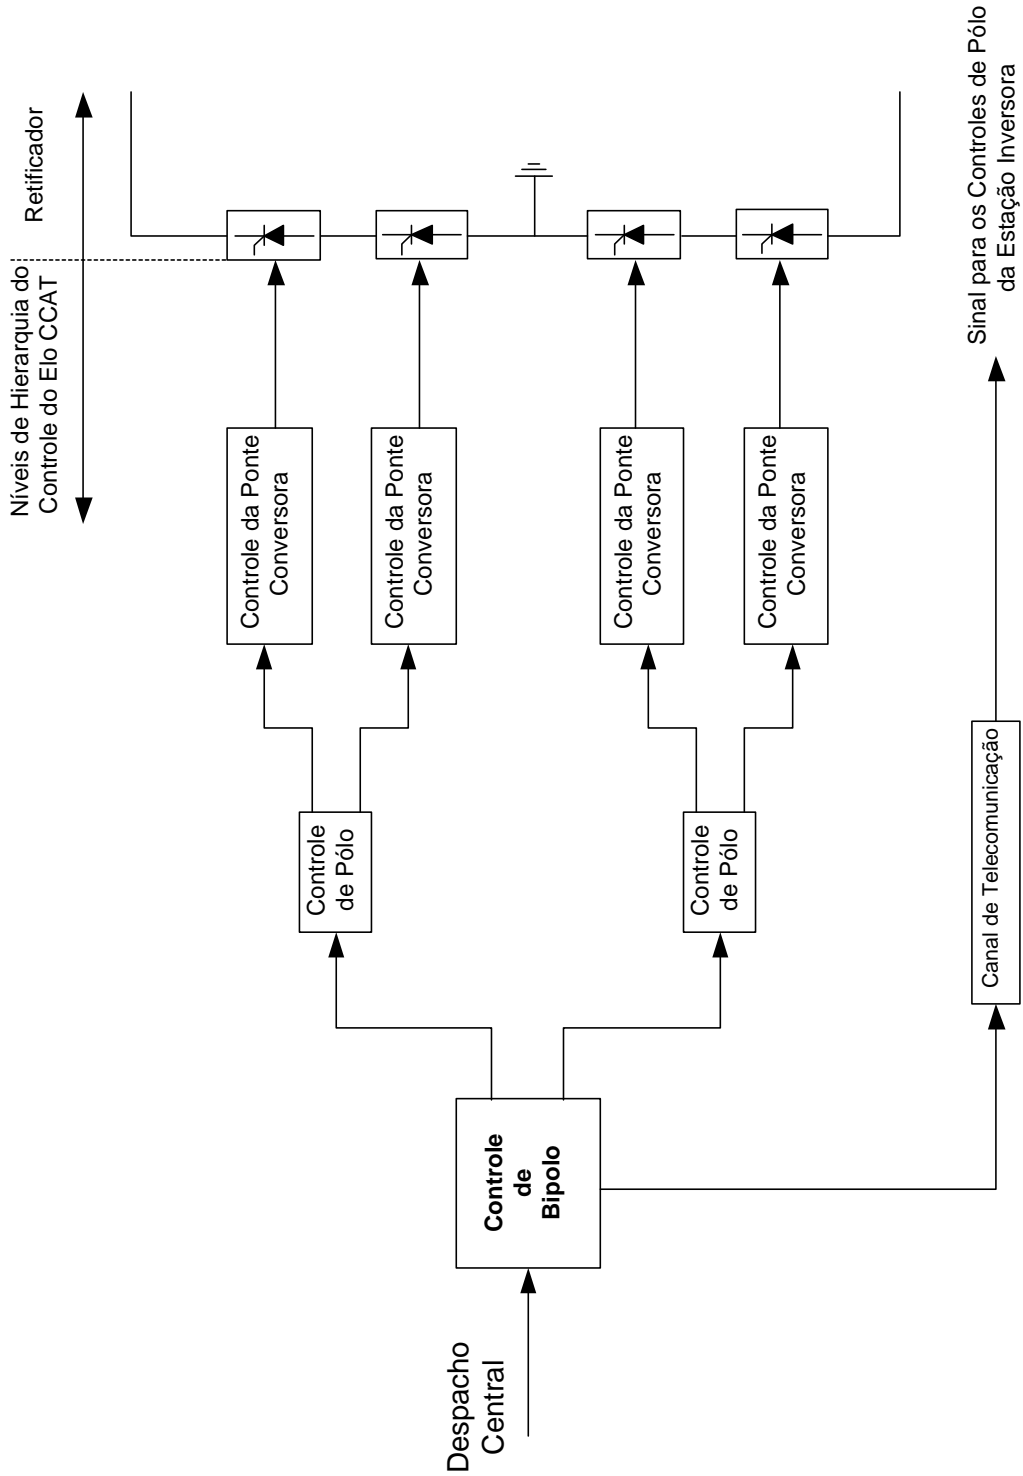 Níveis de Hierarquia do
Controle do Elo CCAT
Retificador
Controle da Ponte
Conversora
Controle da Ponte
Conversora
Controle da Ponte
Conversora
Controle da Ponte
Conversora
Controle
de Pólo
Controle
de Pólo
Controle
de
Bipolo
Despacho
Central
Canal de Telecomunicação
Sinal para os Controles de Pólo
da Estação Inversora